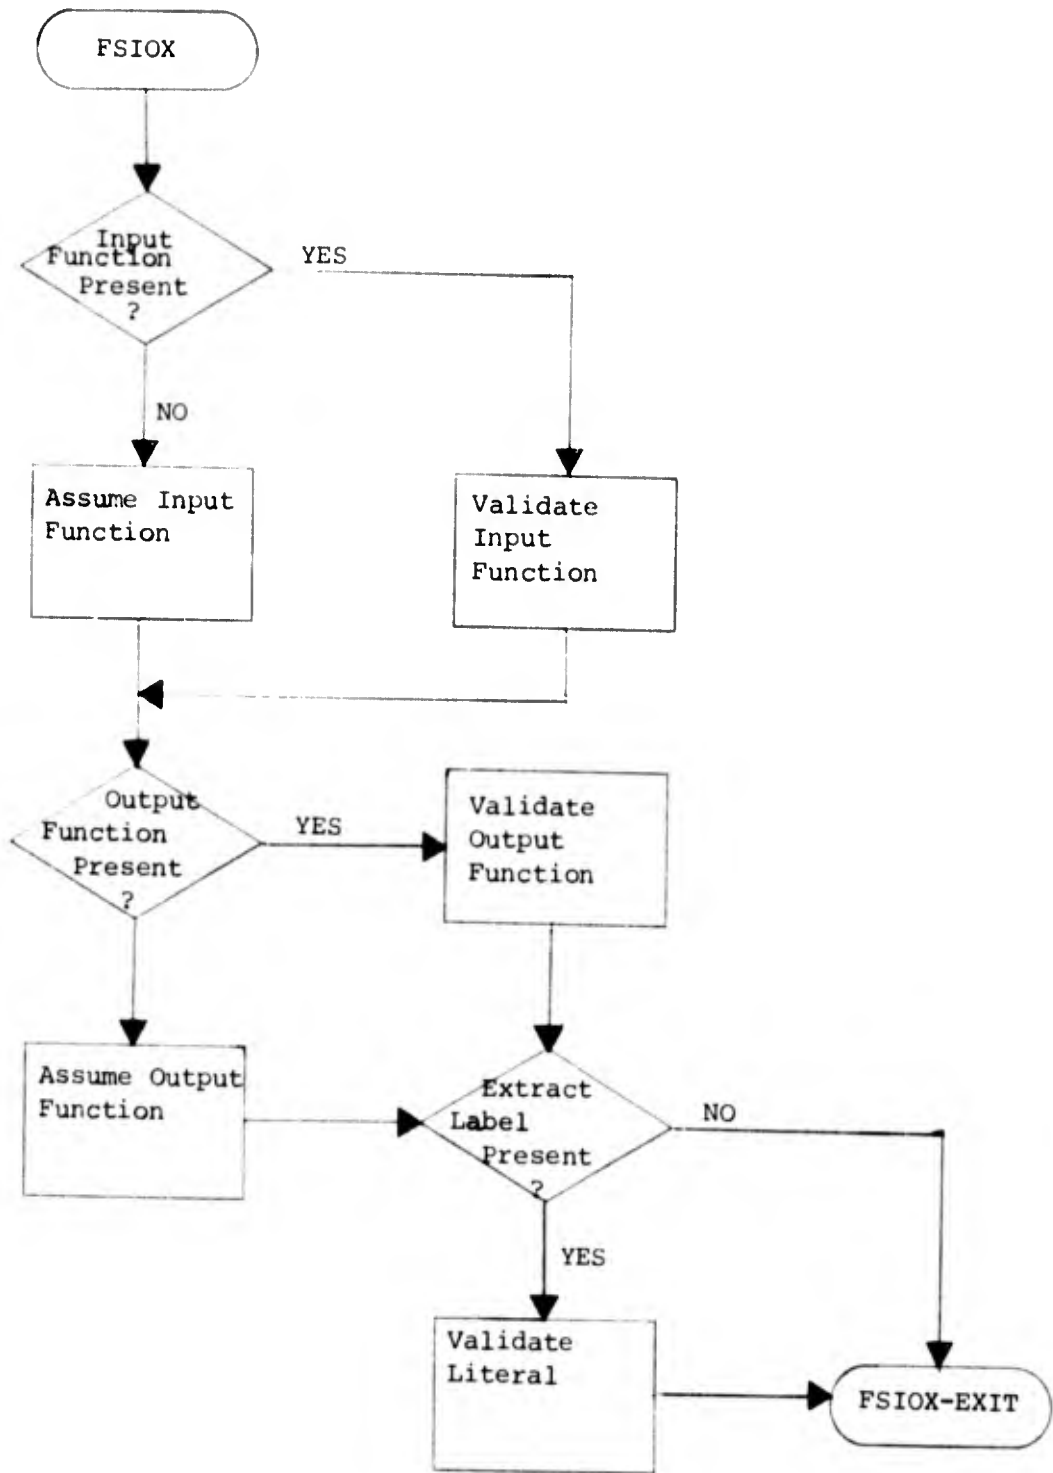 FSIOX
Input
Function
Present
?
YES
NO
Assume Input
Function
Validate
Input
Function
Output
Function
Present
?
YES
Validate
Output
Function
Assume Output
Function
Extract
Label
Present
?
NO
YES
Validate
Literal
FSIOX-EXIT